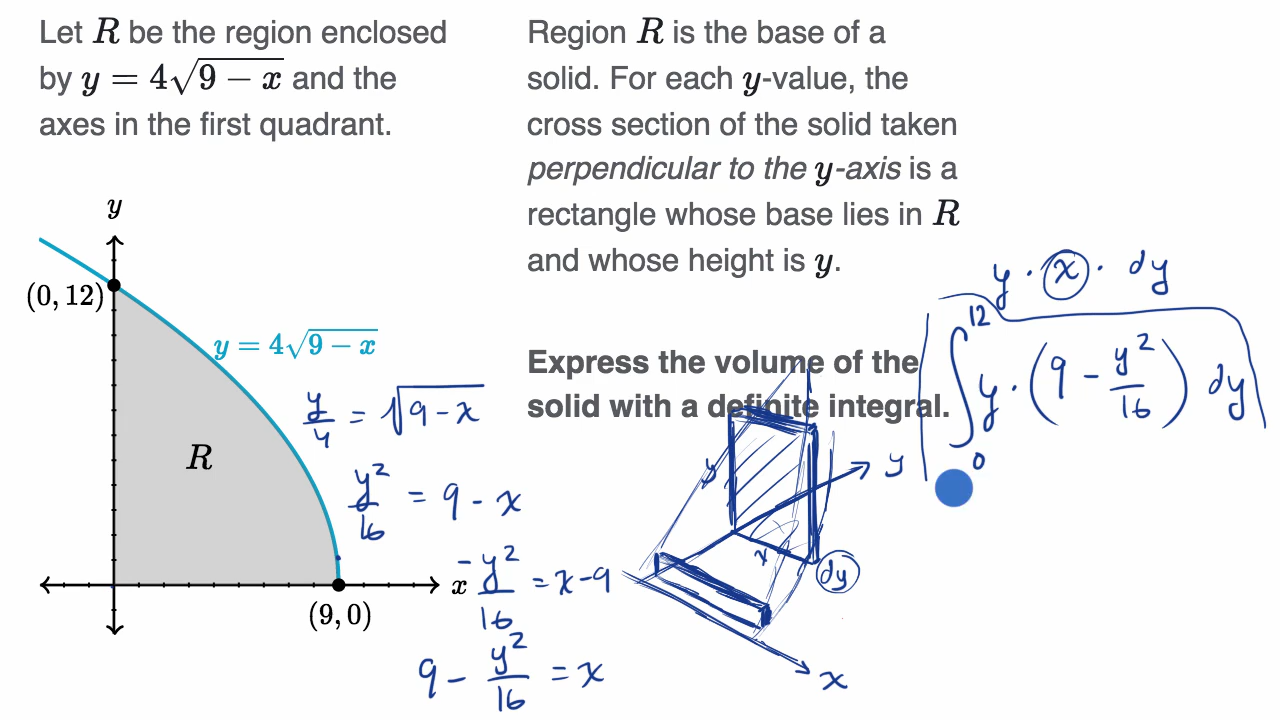 Let R be the region enclosed
by y = 4√(9 − x) and the
axes in the first quadrant.
Region R is the base of a
solid. For each y-value, the
cross section of the solid taken
perpendicular to the y-axis is a
rectangle whose base lies in R
and whose height is y.
Express the volume of the
solid with a definite integral.
y
(0, 12)
y = 4√(9 − x)
R
x
(9, 0)
y/4 = √(9 - x)
y²/16 = 9 - x
-y²/16 = x - 9
9 - y²/16 = x
y
y
x
dy
x
y · x · dy
∫₀¹² y · (9 - y²/16) dy